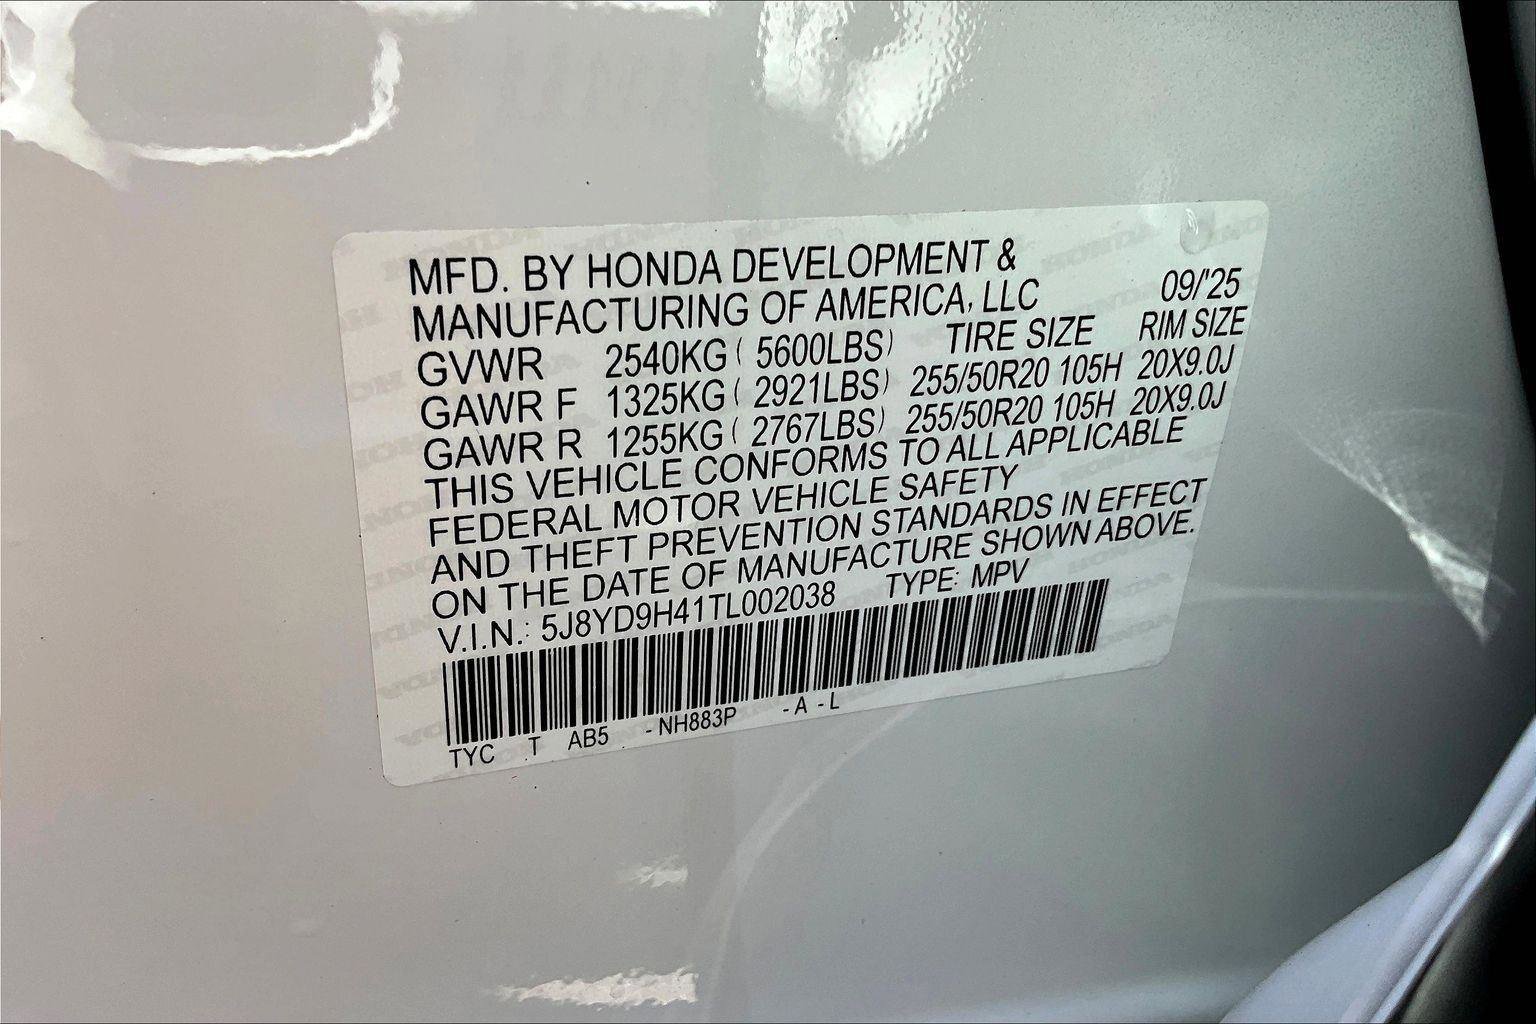 MFD. BY HONDA DEVELOPMENT &
MANUFACTURING OF AMERICA, LLC 09/'25
GVWR 2540KG ( 5600LBS) TIRE SIZE RIM SIZE
GAWR F 1325KG ( 2921LBS) 255/50R20 105H 20X9.0J
GAWR R 1255KG ( 2767LBS) 255/50R20 105H 20X9.0J
THIS VEHICLE CONFORMS TO ALL APPLICABLE
FEDERAL MOTOR VEHICLE SAFETY
AND THEFT PREVENTION STANDARDS IN EFFECT
ON THE DATE OF MANUFACTURE SHOWN ABOVE.
V.I.N.: 5J8YD9H41TL002038 TYPE: MPV
TYC T AB5 - NH883P - A - L